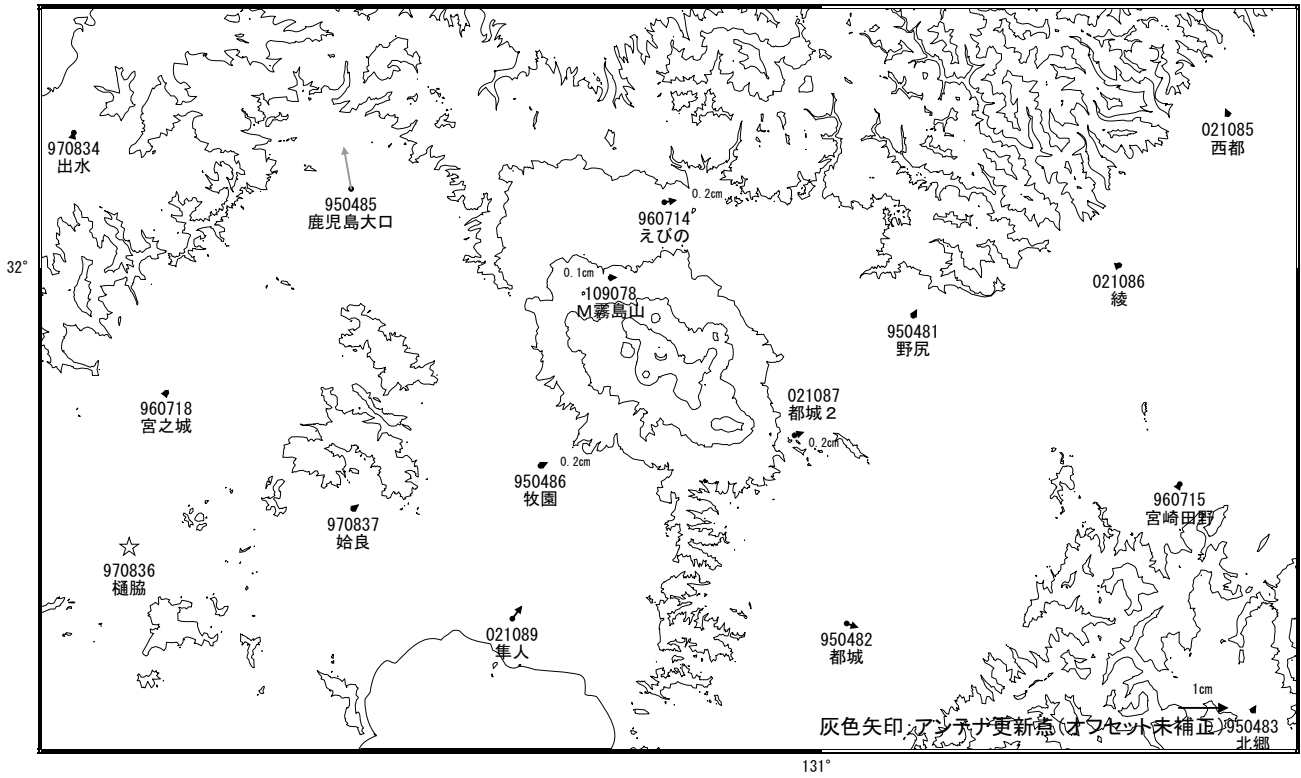 970834
出水
950485
鹿児島大口
0.2cm
960714
えびの
021085
西都
32°
0.1cm
109078
M霧島山
021086
綾
950481
野尻
960718
宮之城
021087
都城２
0.2cm
0.2cm
950486
牧園
970837
姶良
960715
宮崎田野
970836
樋脇
021089
隼人
950482
都城
1cm
灰色矢印:アンテナ更新点(オフセット未補正)
950483
北郷
131°